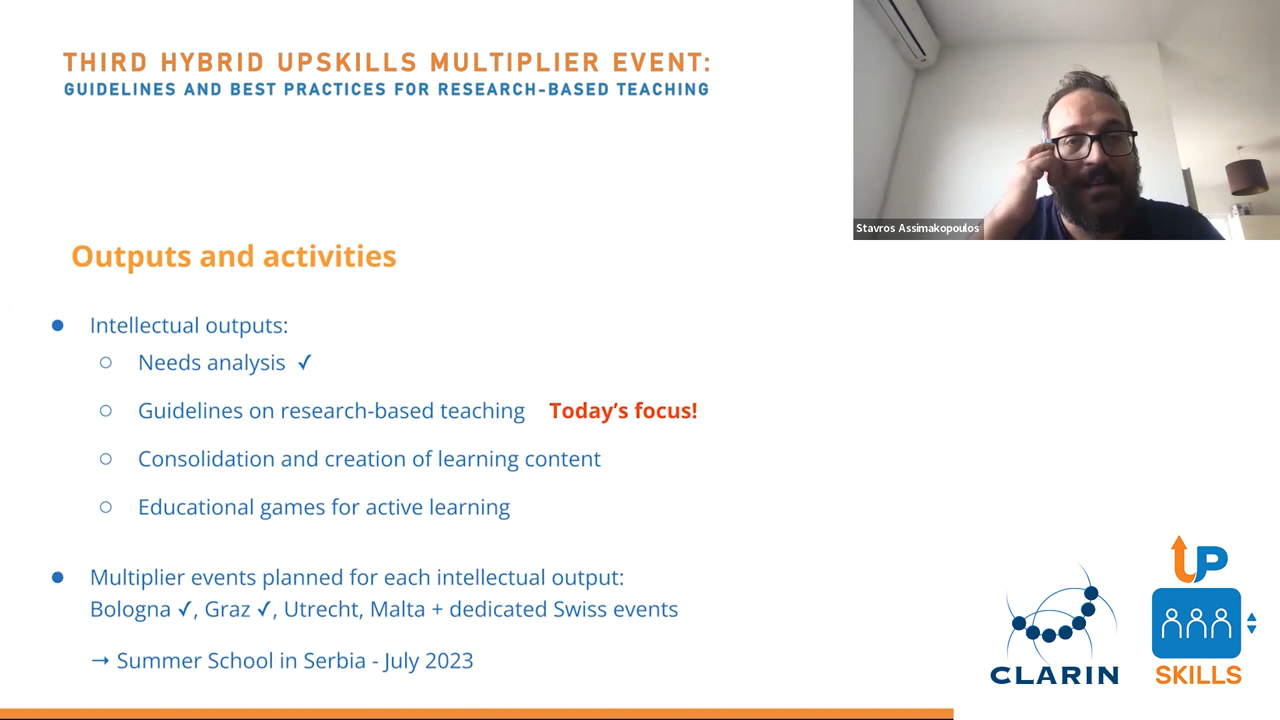 THIRD HYBRID UPSKILLS MULTIPLIER EVENT:
GUIDELINES AND BEST PRACTICES FOR RESEARCH-BASED TEACHING
Stavros Assimakopoulos
Outputs and activities
● Intellectual outputs:
○ Needs analysis ✓
○ Guidelines on research-based teaching Today's focus!
○ Consolidation and creation of learning content
○ Educational games for active learning
● Multiplier events planned for each intellectual output:
Bologna ✓, Graz ✓, Utrecht, Malta + dedicated Swiss events
→ Summer School in Serbia - July 2023
CLARIN
UP
SKILLS